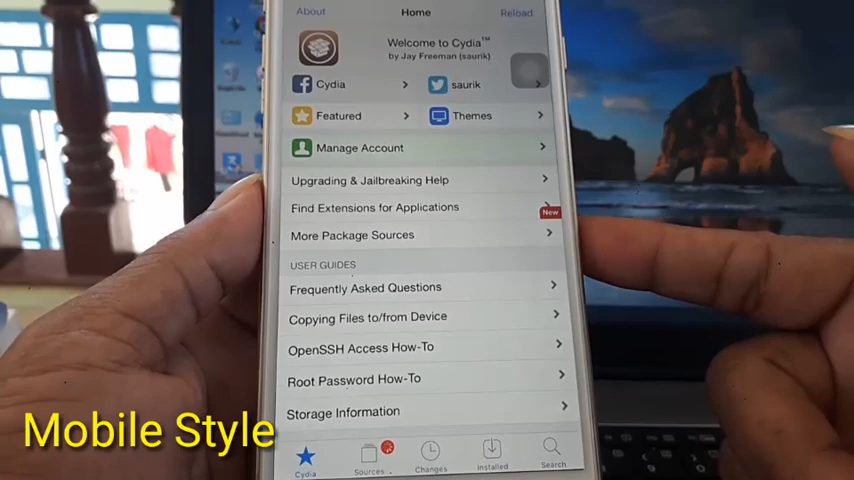 About Home Reload
Welcome to Cydia™
by Jay Freeman (saurik)
Cydia saurik
Featured Themes
Manage Account
Upgrading & Jailbreaking Help
Find Extensions for Applications
New
More Package Sources
USER GUIDES
Frequently Asked Questions
Copying Files to/from Device
OpenSSH Access How-To
Root Password How-To
Storage Information
Mobile Style
Cydia Sources Changes Installed Search